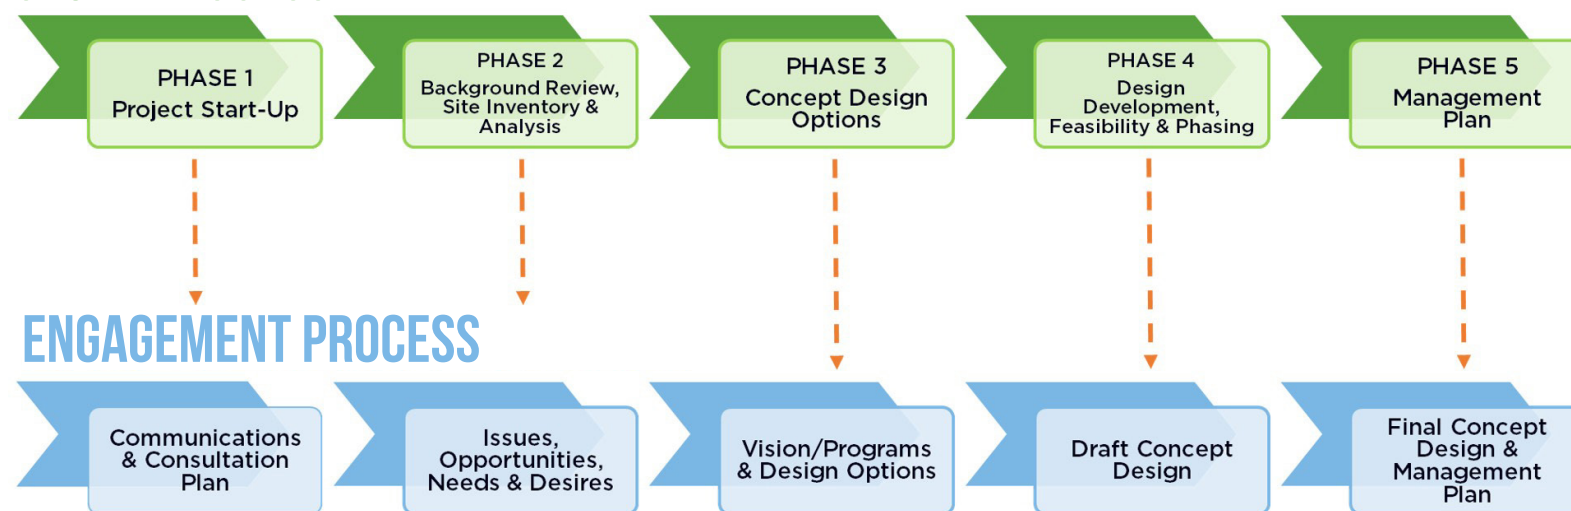 PHASE 1
Project Start-Up
PHASE 2
Background Review,
Site Inventory &
Analysis
PHASE 3
Concept Design
Options
PHASE 4
Design
Development,
Feasibility & Phasing
PHASE 5
Management
Plan
ENGAGEMENT PROCESS
Communications
& Consultation
Plan
Issues,
Opportunities,
Needs & Desires
Vision/Programs
& Design Options
Draft Concept
Design
Final Concept
Design &
Management
Plan